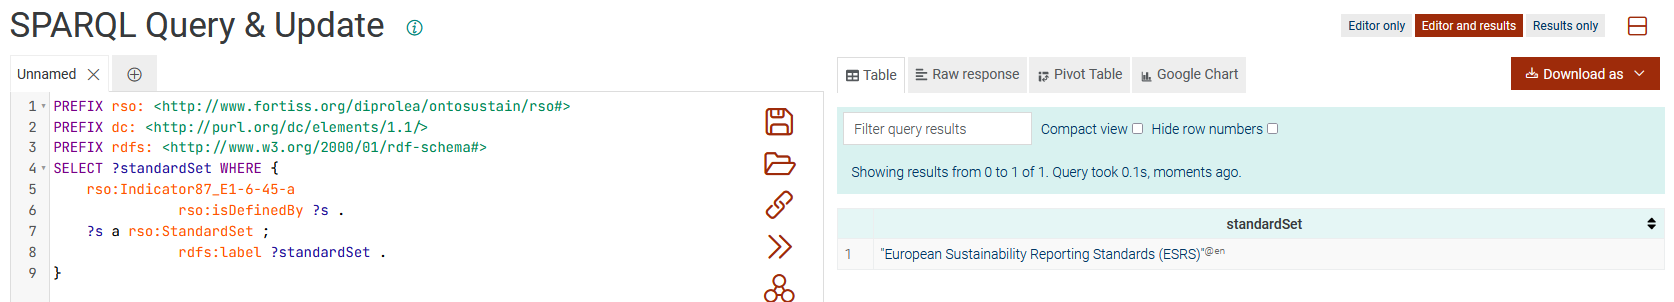 SPARQL Query & Update
Editor only
Editor and results
Results only
Unnamed
Table
Raw response
Pivot Table
Google Chart
Download as
1 PREFIX rso: <http://www.fortiss.org/diprolea/ontosustain/rso#>
2 PREFIX dc: <http://purl.org/dc/elements/1.1/>
3 PREFIX rdfs: <http://www.w3.org/2000/01/rdf-schema#>
4 SELECT ?standardSet WHERE {
5 rso:Indicator87_E1-6-45-a
6 rso:isDefinedBy ?s .
7 ?s a rso:StandardSet ;
8 rdfs:label ?standardSet .
9 }
Filter query results
Compact view
Hide row numbers
Showing results from 0 to 1 of 1. Query took 0.1s, moments ago.
standardSet
1 "European Sustainability Reporting Standards (ESRS)"@en